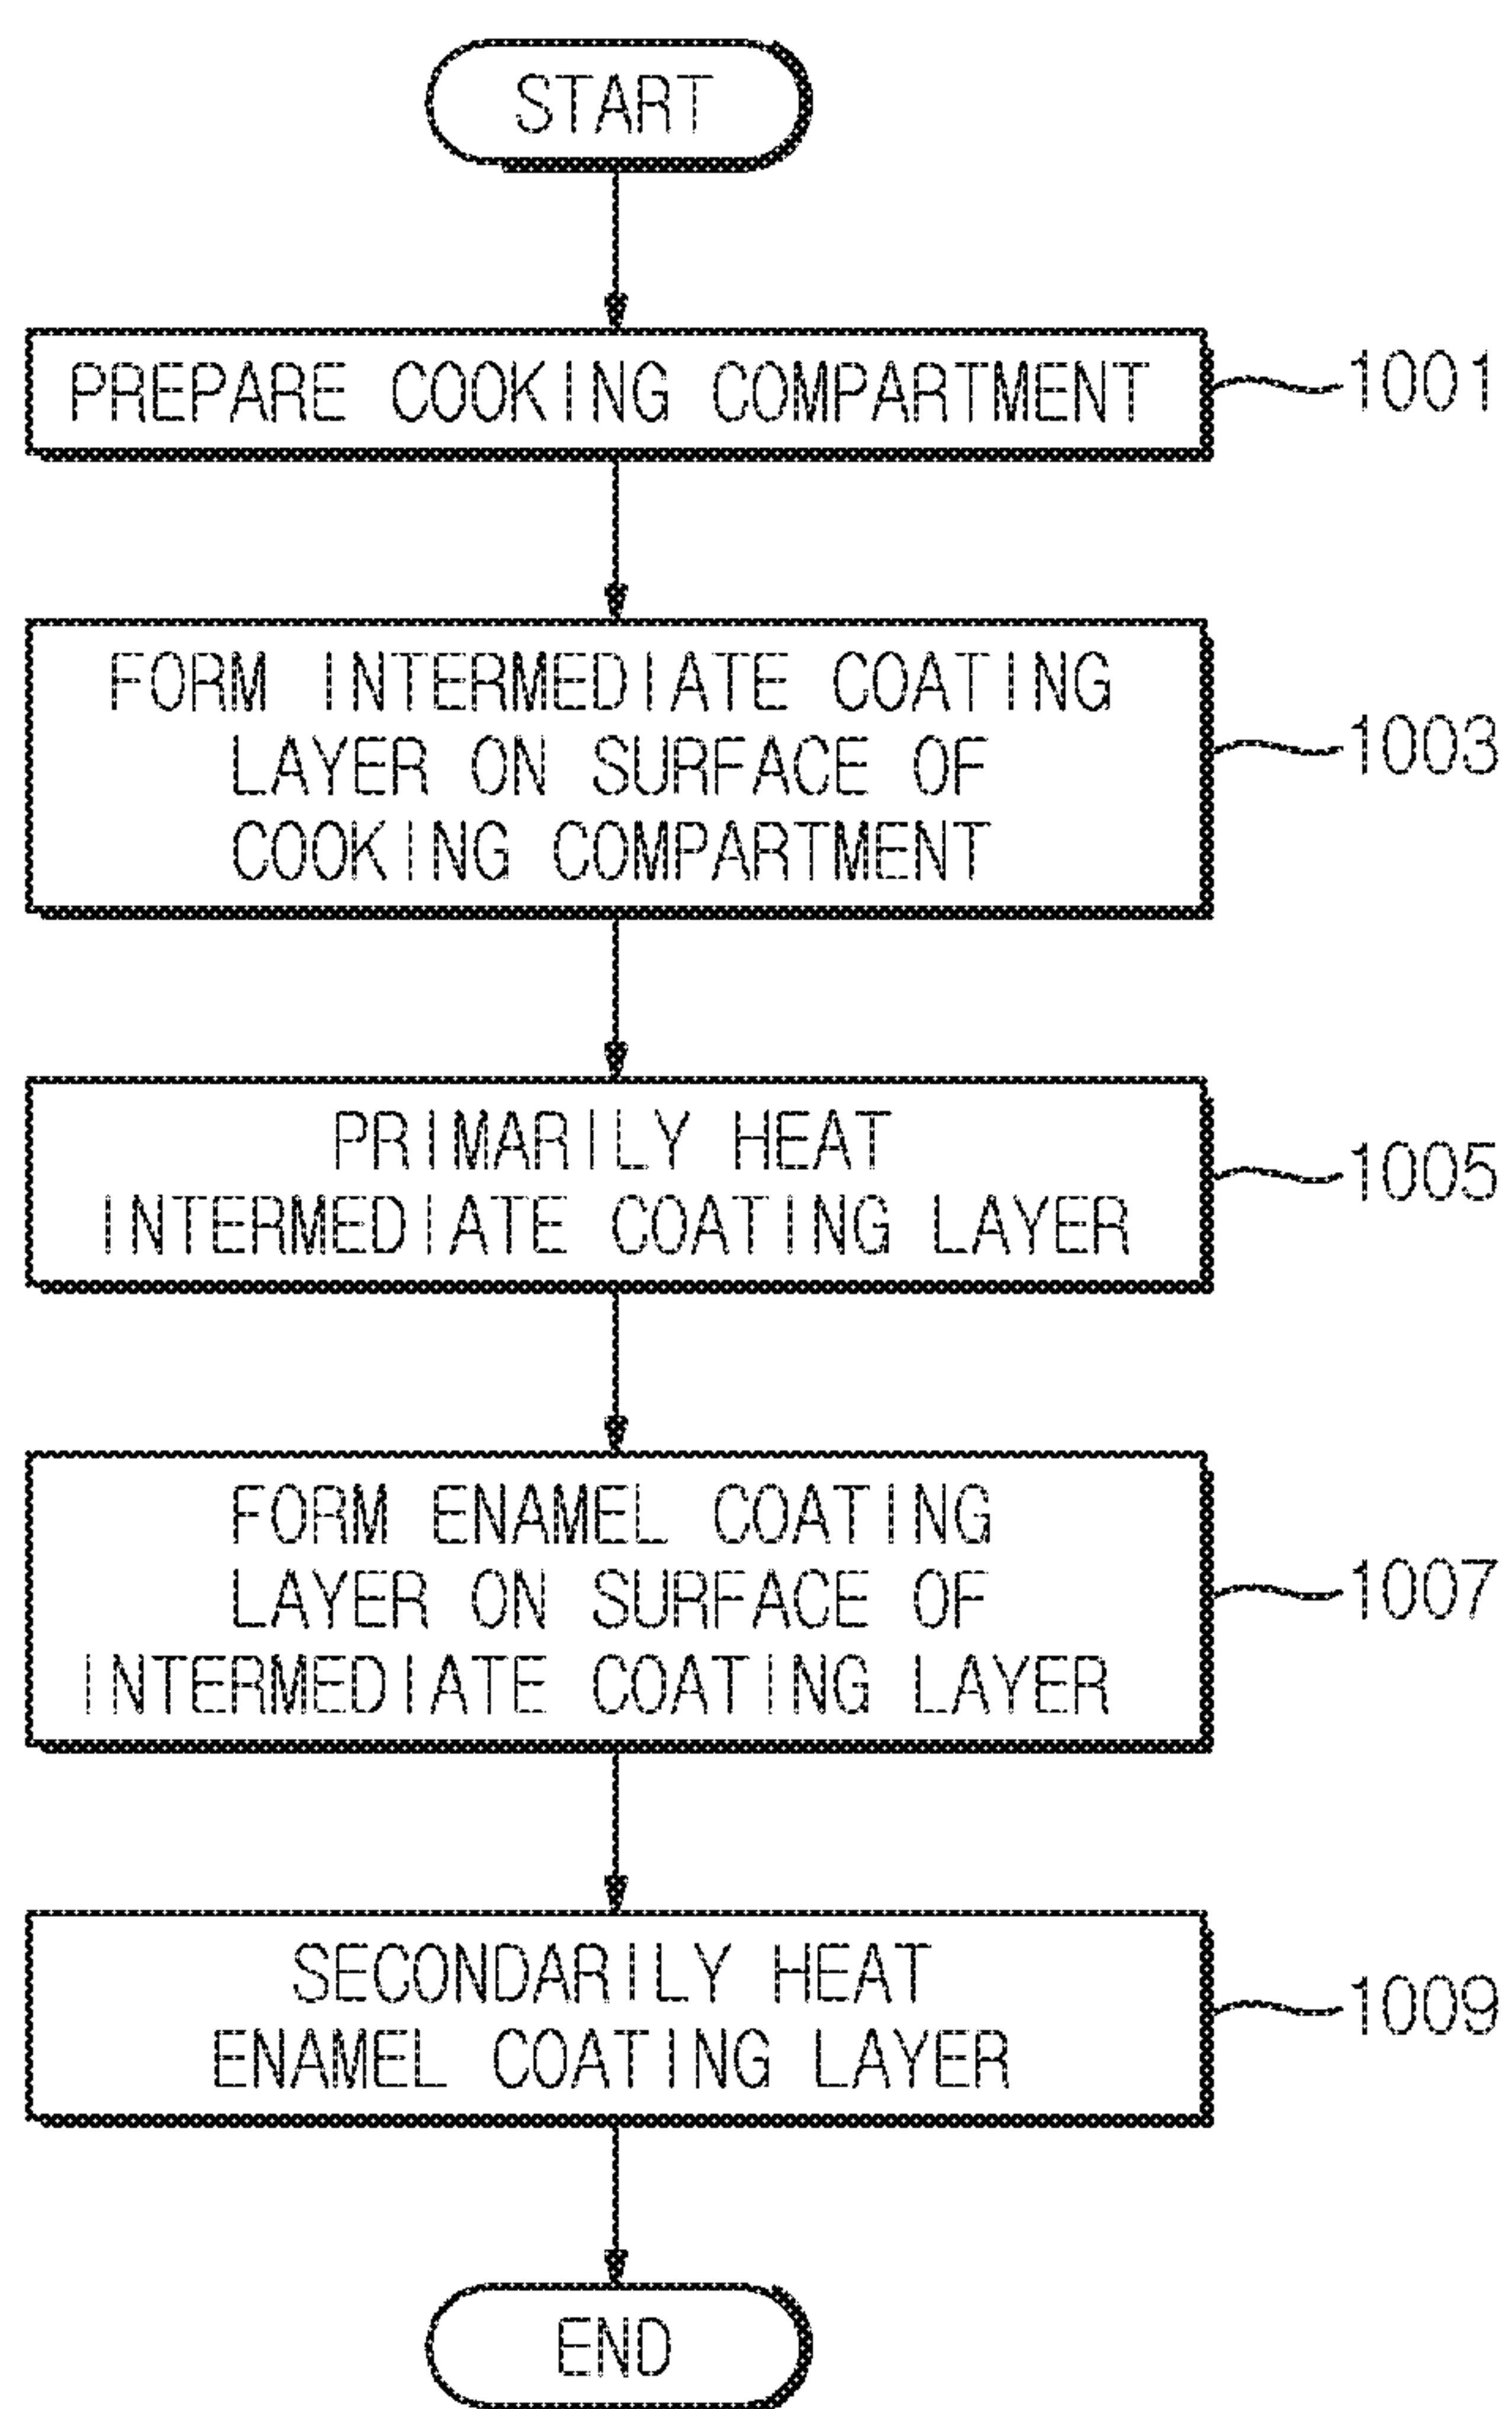 START
PREPARE COOKING COMPARTMENT
1001
FORM INTERMEDIATE COATING
LAYER ON SURFACE OF
COOKING COMPARTMENT
1003
PRIMARILY HEAT
INTERMEDIATE COATING LAYER
1005
FORM ENAMEL COATING
LAYER ON SURFACE OF
INTERMEDIATE COATING LAYER
1007
SECONDARILY HEAT
ENAMEL COATING LAYER
1009
END